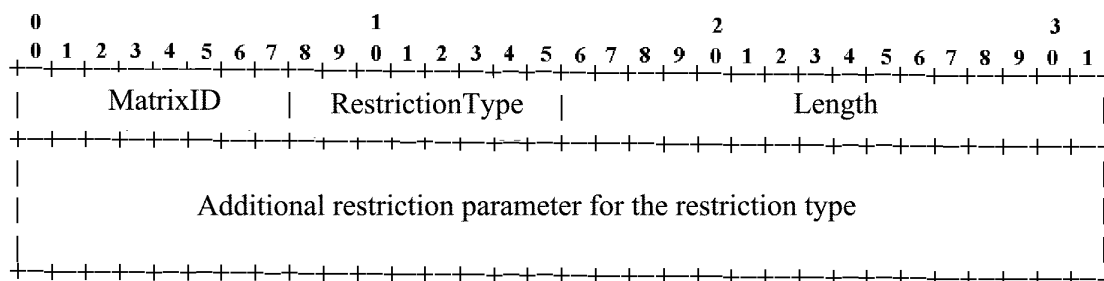 0 1 2 3
0 1 2 3 4 5 6 7 8 9 0 1 2 3 4 5 6 7 8 9 0 1 2 3 4 5 6 7 8 9 0 1
+-+-+-+-+-+-+-+-+-+-+-+-+-+-+-+-+-+-+-+-+-+-+-+-+-+-+-+-+-+-+-+-+
| MatrixID | RestrictionType | Length |
+-+-+-+-+-+-+-+-+-+-+-+-+-+-+-+-+-+-+-+-+-+-+-+-+-+-+-+-+-+-+-+-+
| Additional restriction parameter for the restriction type |
+-+-+-+-+-+-+-+-+-+-+-+-+-+-+-+-+-+-+-+-+-+-+-+-+-+-+-+-+-+-+-+-+